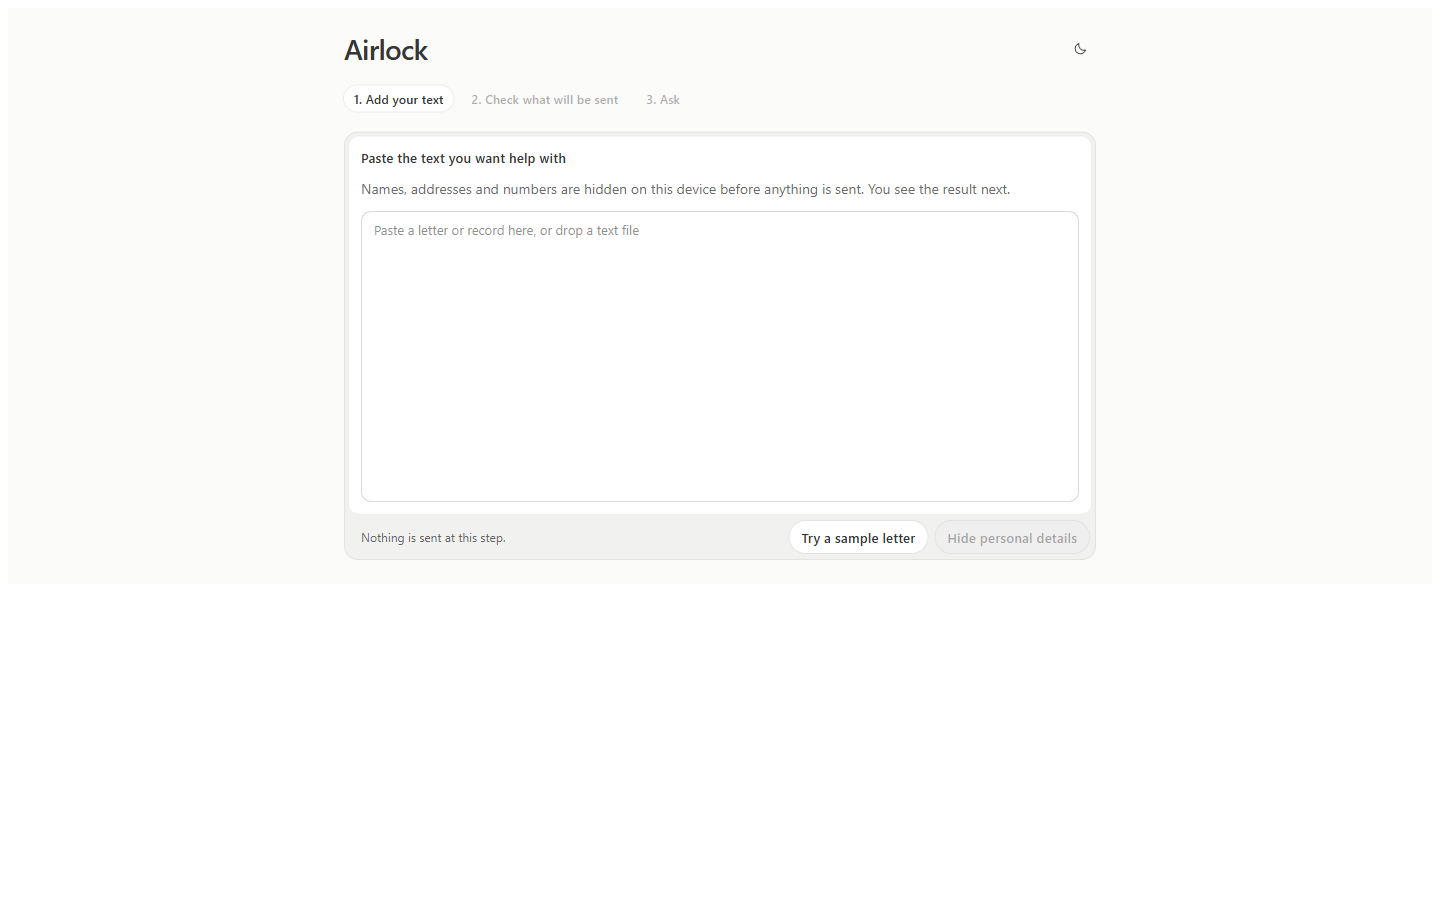 Airlock
1. Add your text
2. Check what will be sent
3. Ask
Paste the text you want help with
Names, addresses and numbers are hidden on this device before anything is sent. You see the result next.
Paste a letter or record here, or drop a text file
Nothing is sent at this step.
Try a sample letter
Hide personal details